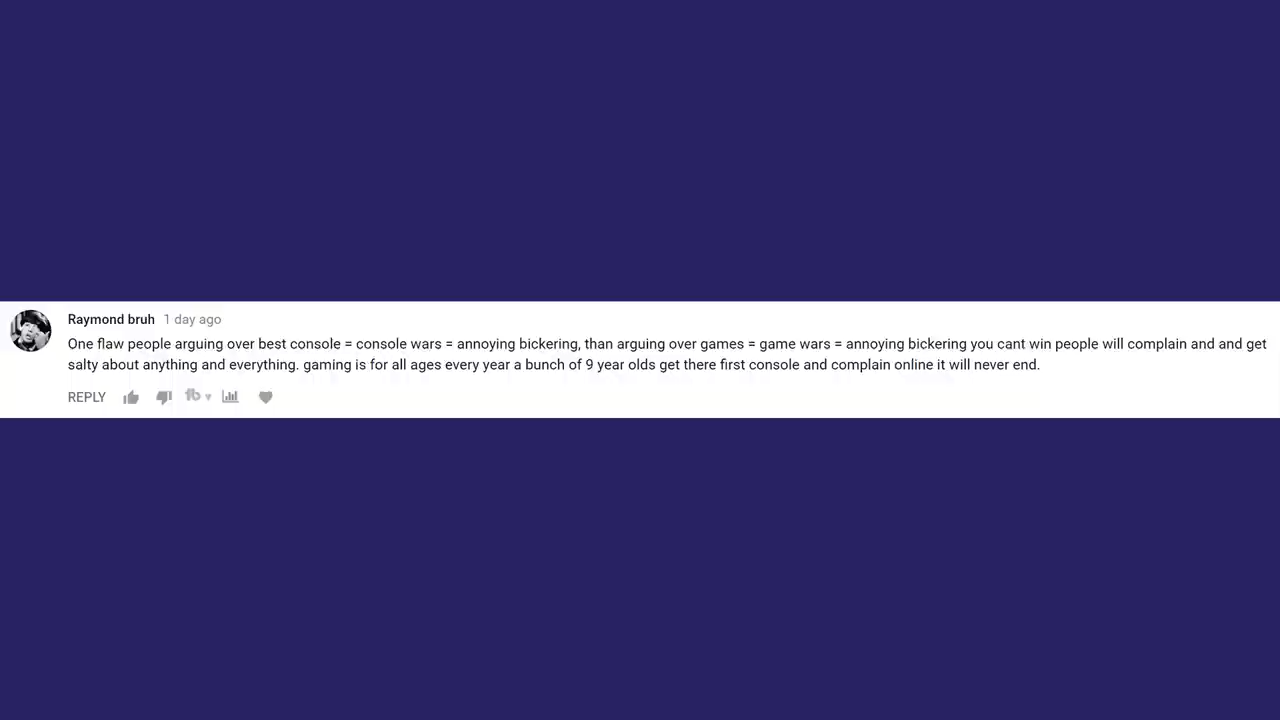 Raymond bruh 1 day ago
One flaw people arguing over best console = console wars = annoying bickering, than arguing over games = game wars = annoying bickering you cant win people will complain and and get
salty about anything and everything. gaming is for all ages every year a bunch of 9 year olds get there first console and complain online it will never end.
REPLY